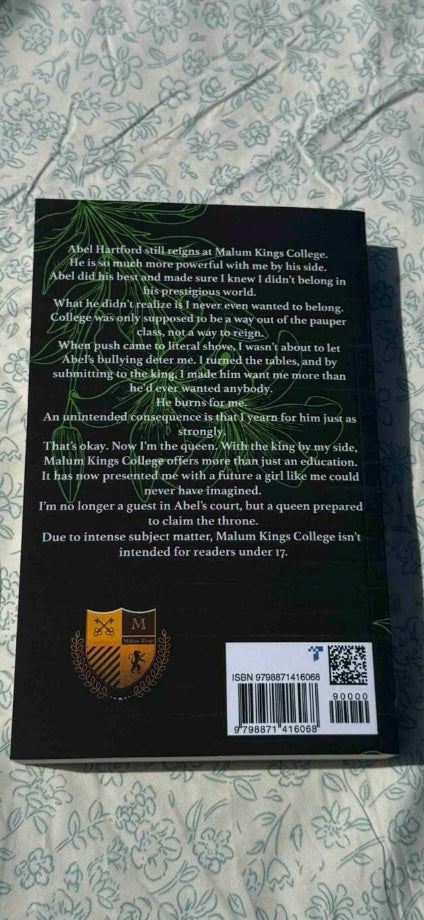 Abel Hartford still reigns at Malum Kings College.
He is so much more powerful with me by his side.
Abel did his best and made sure I knew I didn't belong in
his prestigious world.
What he didn't realize is I never even wanted to belong.
College was only supposed to be a way out of the pauper
class, not a way to reign.
When push came to literal shove, I wasn't about to let
Abel's bullying deter me. I turned the tables, and by
submitting to the king, I made him want me more than
he'd ever wanted anybody.
He burns for me.
An unintended consequence is that I yearn for him just as
strongly.
That's okay. Now I'm the queen. With the king by my side,
Malum Kings College offers more than just an education.
It has now presented me with a future a girl like me could
never have imagined.
I'm no longer a guest in Abel's court, but a queen prepared
to claim the throne.
Due to intense subject matter, Malum Kings College isn't
intended for readers under 17.
M
Malum Kings
ISBN 9798871416068
90000
9 798871 416068